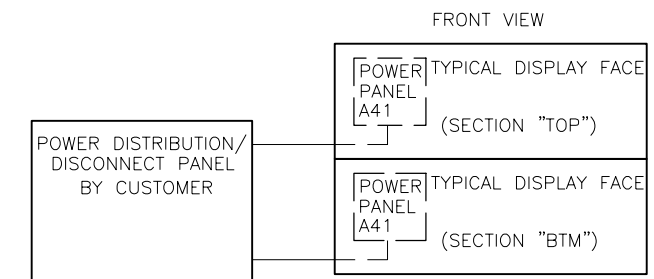 FRONT VIEW
POWER PANEL A41
TYPICAL DISPLAY FACE
(SECTION "TOP")
POWER DISTRIBUTION/
DISCONNECT PANEL
BY CUSTOMER
POWER
PANEL
A41
TYPICAL DISPLAY FACE
(SECTION "BTM")